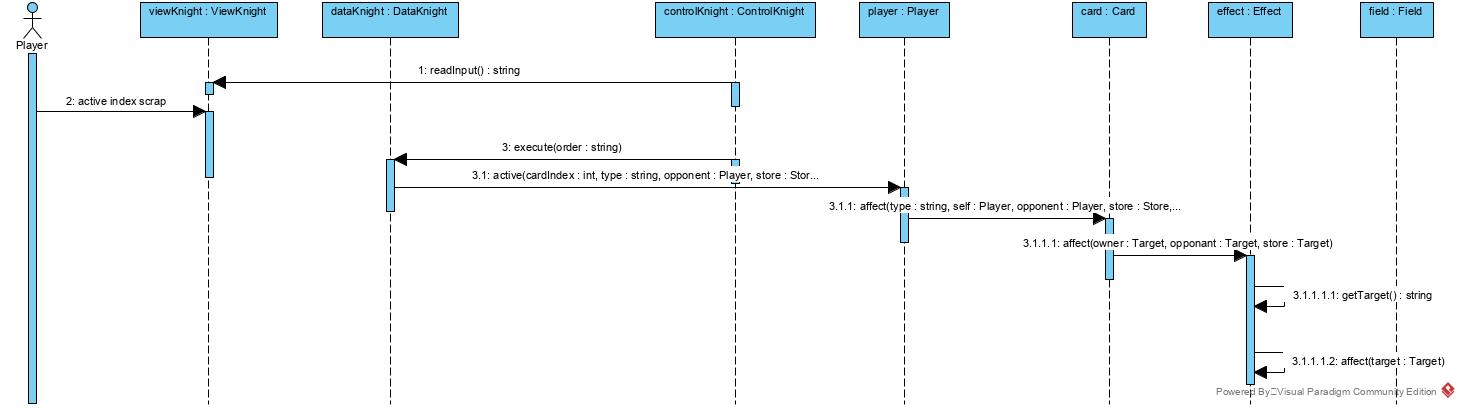 viewKnight : ViewKnight
dataKnight : DataKnight
controlKnight : ControlKnight
player : Player
card : Card
effect : Effect
field : Field
Player
1: readInput() : string
2: active index scrap
3: execute(order : string)
3.1: active(cardIndex : int, type : string, opponent : Player, store : Stor...
3.1.1: affect(type : string, self : Player, opponent : Player, store : Store,...
3.1.1.1: affect(owner : Target, opponant : Target, store : Target)
3.1.1.1.1: getTarget() : string
3.1.1.1.2: affect(target : Target)
Powered By Visual Paradigm Community Edition